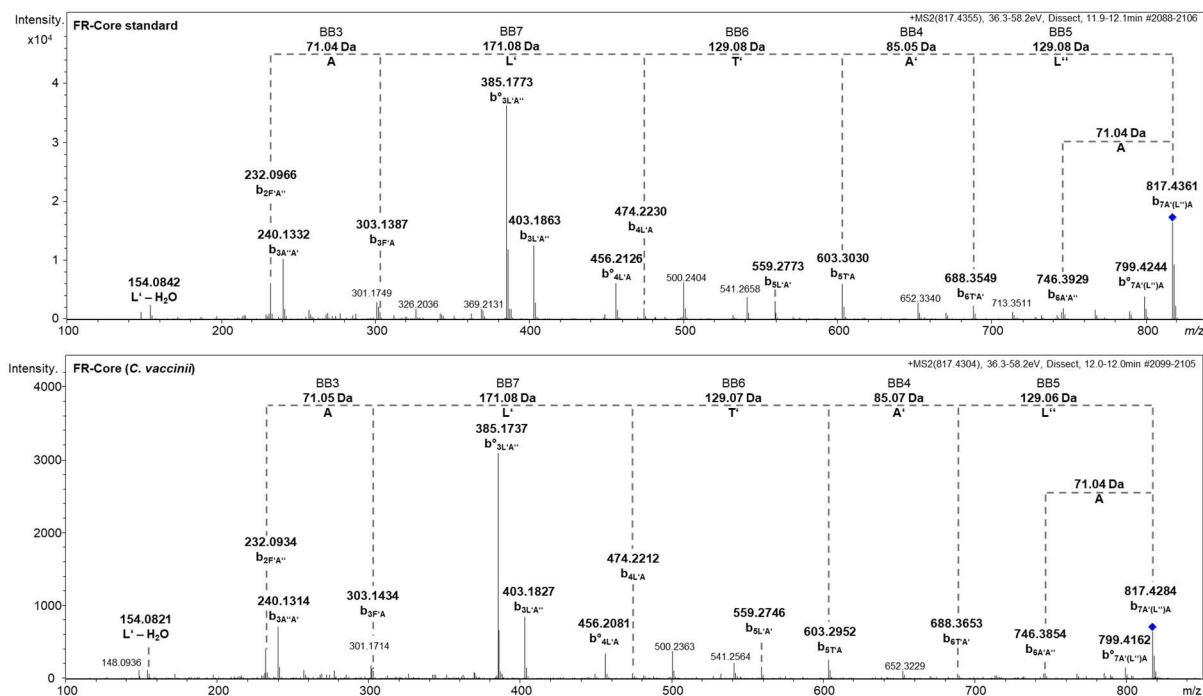 Intensity.
x10⁴
FR-Core standard
+MS2(817.4355), 36.3-58.2eV, Dissect, 11.9-12.1min #2088-2106
BB3 BB7 BB6 BB4 BB5
71.04 Da 171.08 Da 129.08 Da 85.05 Da 129.08 Da
A L' T' A' L''
4
385.1773
b°3L'A''
3
71.04 Da
A
2
232.0966
b2F'A''
474.2230
b4L'A
817.4361
b7A'(L'')A
303.1387
b3F'A
240.1332
b3A''A'
403.1863
b3L'A''
1
154.0842
L' – H₂O
301.1749
326.2036
369.2131
456.2126
b°4L'A
500.2404
541.2658
559.2773
b5L'A'
603.3030
b5T'A
652.3340
688.3549
b6T'A'
713.3511
746.3929
b6A'A''
799.4244
b°7A'(L'')A
0
100 200 300 400 500 600 700 800 m/z
Intensity.
FR-Core (C. vaccinii)
+MS2(817.4304), 36.3-58.2eV, Dissect, 12.0-12.0min #2099-2105
4000
BB3 BB7 BB6 BB4 BB5
71.05 Da 171.08 Da 129.07 Da 85.07 Da 129.06 Da
A L' T' A' L''
385.1737
b°3L'A''
3000
71.04 Da
A
2000
232.0934
b2F'A''
474.2212
b4L'A
303.1434
b3F'A
817.4284
b7A'(L'')A
240.1314
b3A''A'
403.1827
b3L'A''
1000
154.0821
L' – H₂O
148.0936
301.1714
456.2081
b°4L'A
500.2363
541.2564
559.2746
b5L'A'
603.2952
b5T'A
652.3229
688.3653
b6T'A'
746.3854
b6A'A''
799.4162
b°7A'(L'')A
0
100 200 300 400 500 600 700 800 m/z